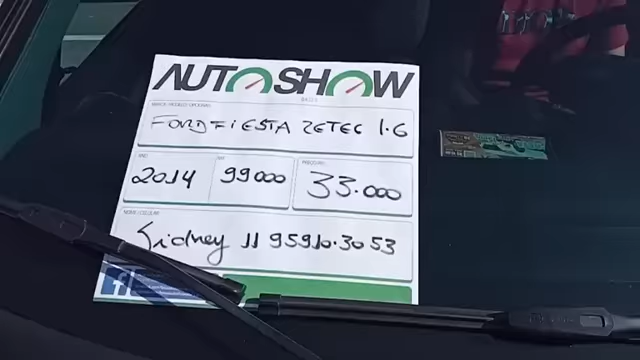 AUTOSHOW
FORD FIESTA ZETEC 1.6
2014 99000 33.000
Sidney 11 95910.3053
f